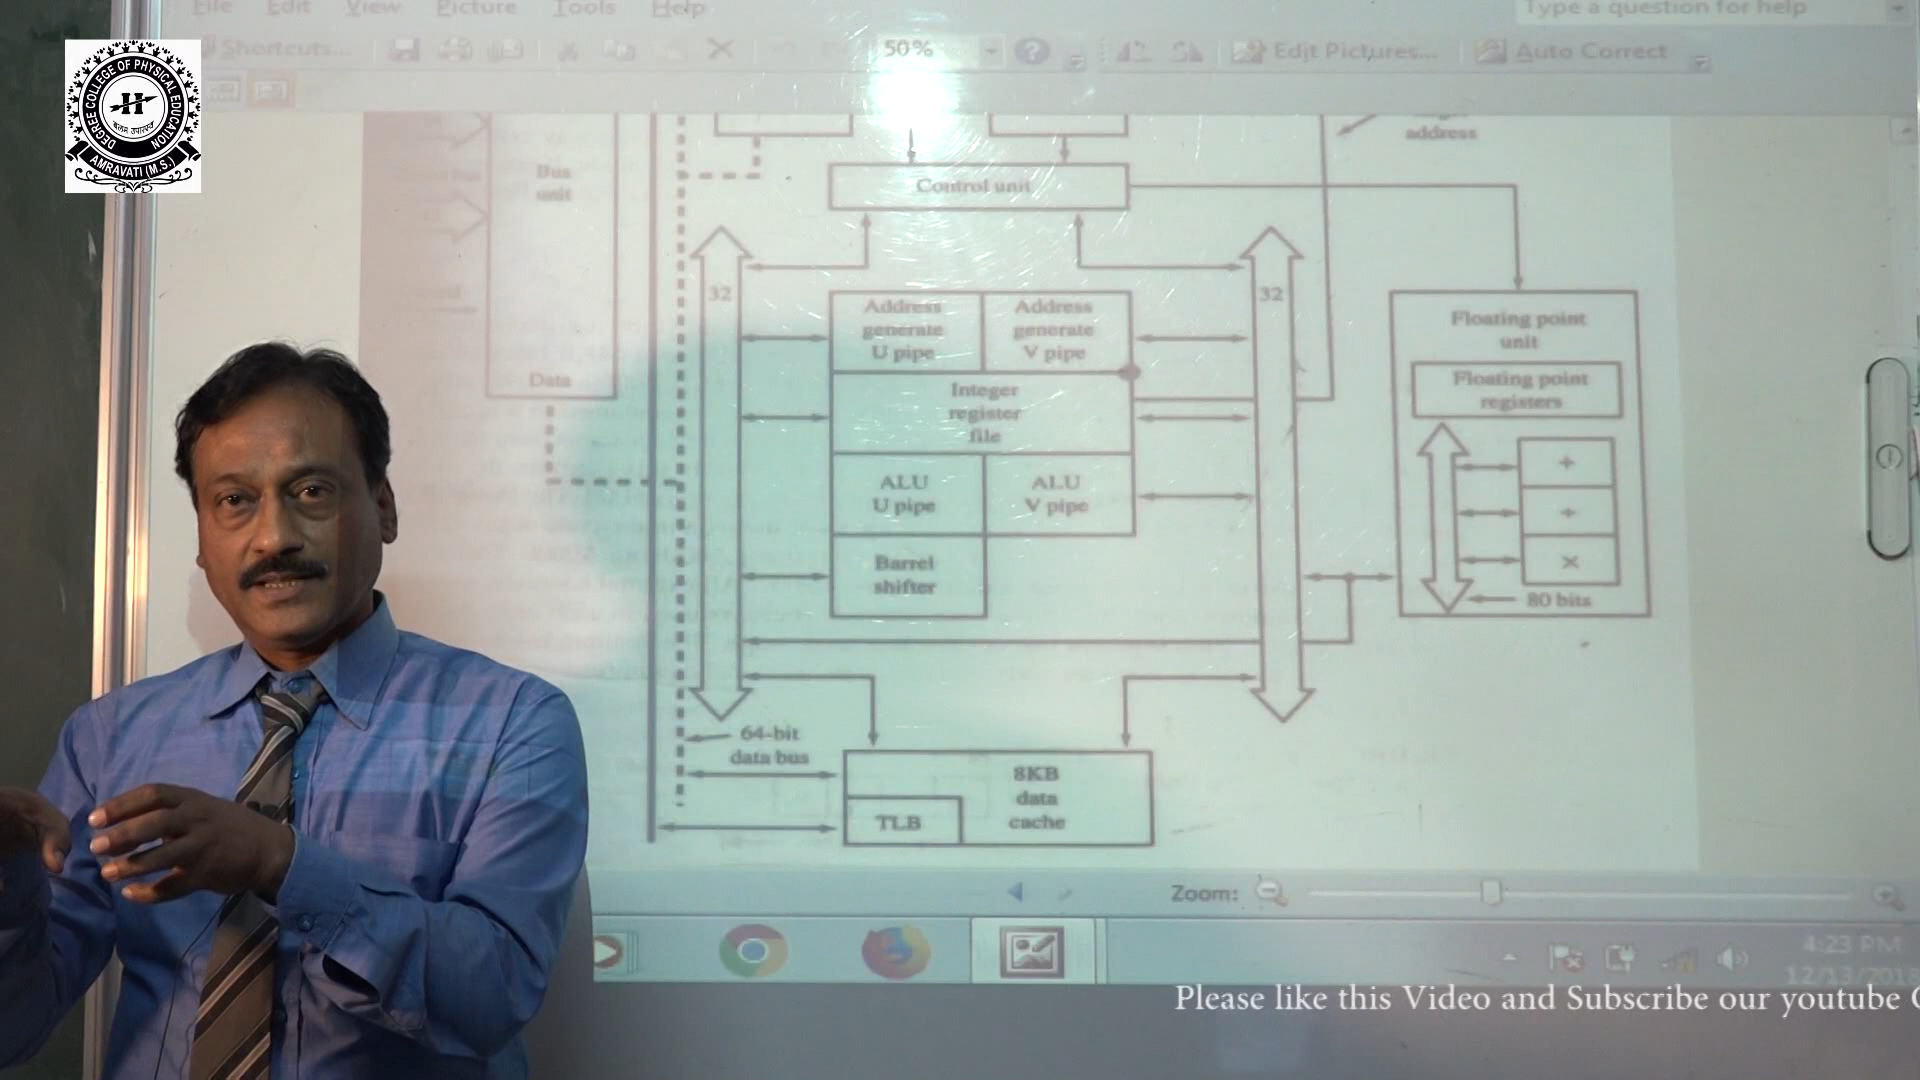 File Edit View Picture Tools Help
Type a question for help
Shortcuts...
50%
Edit Pictures...
Auto Correct
DEGREE COLLEGE OF PHYSICAL EDUCATION
AMRAVATI (M.S.)
address
Bus
unit
Control unit
32
32
Address
generate
U pipe
Address
generate
V pipe
Floating point
unit
Data
Integer
register
file
Floating point
registers
ALU
U pipe
ALU
V pipe
+
÷
×
Barrel
shifter
80 bits
64-bit
data bus
8KB
data
cache
TLB
Zoom:
4:23 PM
12/13/2018
Please like this Video and Subscribe our youtube